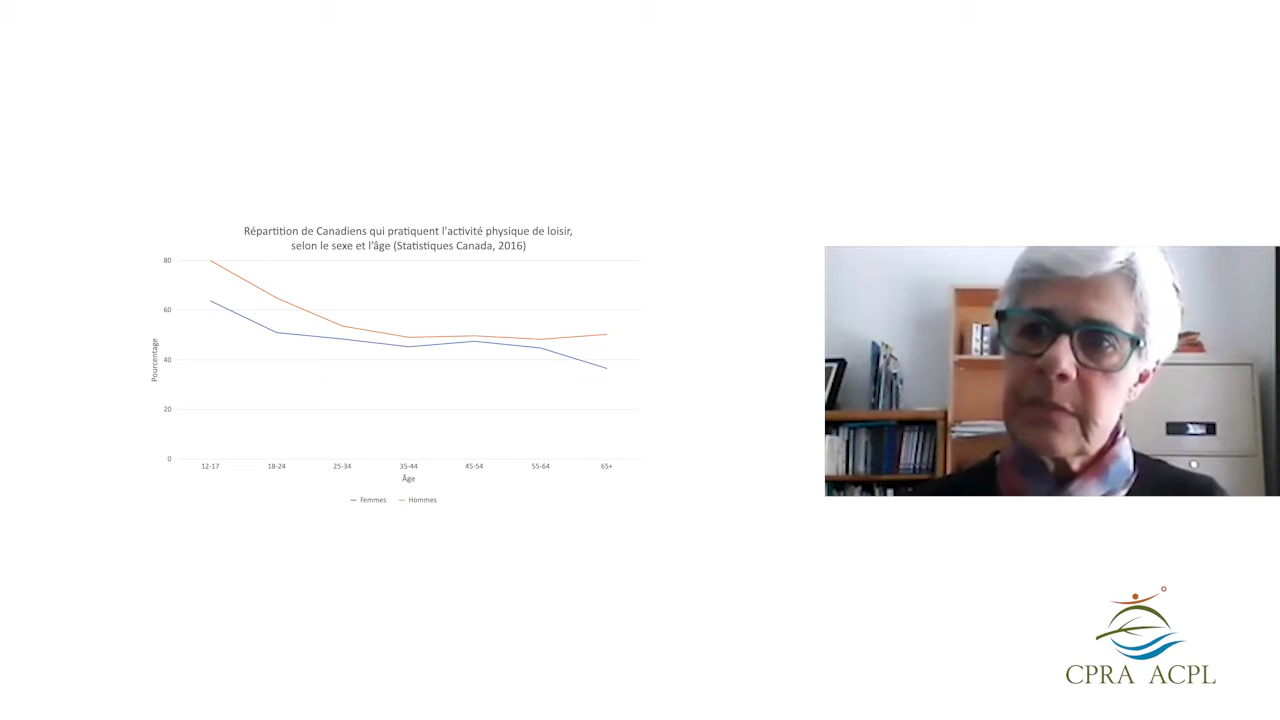 Répartition de Canadiens qui pratiquent l'activité physique de loisir,
selon le sexe et l'âge (Statistiques Canada, 2016)
80
60
40
20
0
Pourcentage
12-17 18-24 25-34 35-44 45-54 55-64 65+
Âge
Femmes Hommes
CPRA ACPL